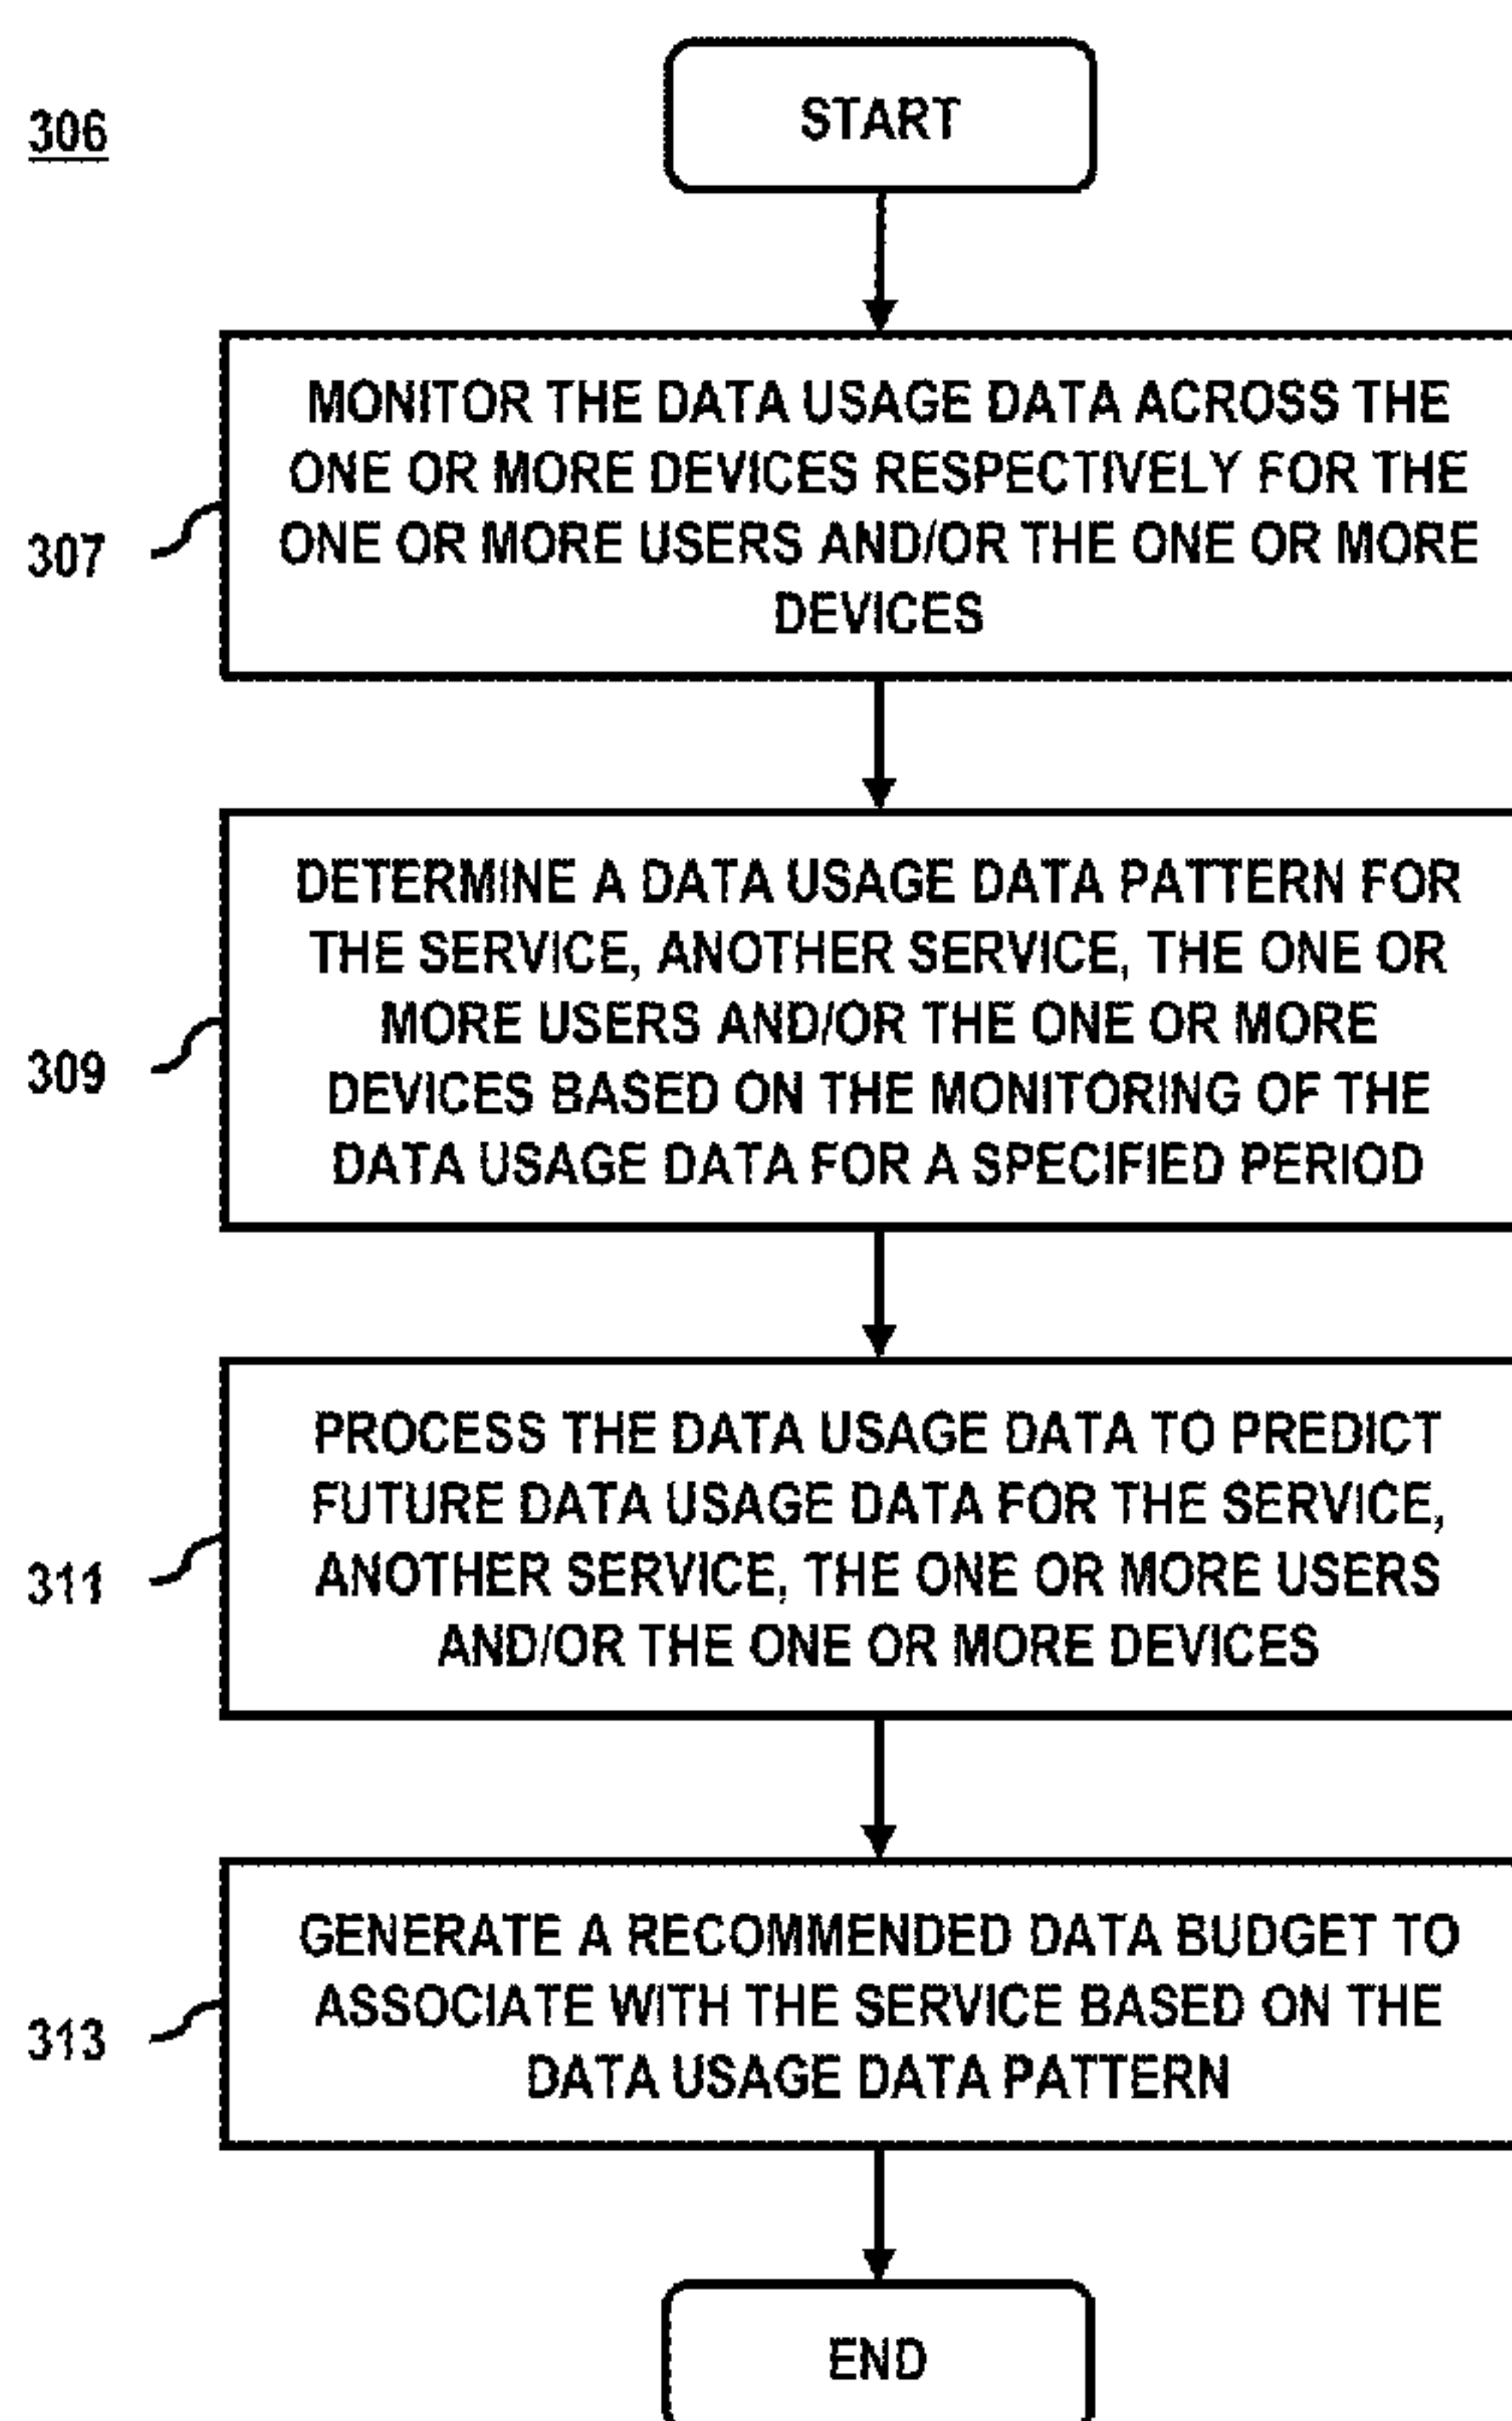 306
START
MONITOR THE DATA USAGE DATA ACROSS THE
ONE OR MORE DEVICES RESPECTIVELY FOR THE
ONE OR MORE USERS AND/OR THE ONE OR MORE
DEVICES
307
DETERMINE A DATA USAGE DATA PATTERN FOR
THE SERVICE, ANOTHER SERVICE, THE ONE OR
MORE USERS AND/OR THE ONE OR MORE
DEVICES BASED ON THE MONITORING OF THE
DATA USAGE DATA FOR A SPECIFIED PERIOD
309
PROCESS THE DATA USAGE DATA TO PREDICT
FUTURE DATA USAGE DATA FOR THE SERVICE,
ANOTHER SERVICE, THE ONE OR MORE USERS
AND/OR THE ONE OR MORE DEVICES
311
GENERATE A RECOMMENDED DATA BUDGET TO
ASSOCIATE WITH THE SERVICE BASED ON THE
DATA USAGE DATA PATTERN
313
END